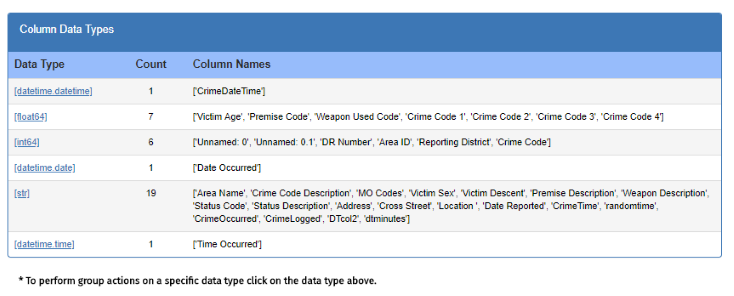 Column Data Types
Data Type Count Column Names
[datetime.datetime] 1 ['CrimeDateTime']
[float64] 7 ['Victim Age', 'Premise Code', 'Weapon Used Code', 'Crime Code 1', 'Crime Code 2', 'Crime Code 3', 'Crime Code 4']
[int64] 6 ['Unnamed: 0', 'Unnamed: 0.1', 'DR Number', 'Area ID', 'Reporting District', 'Crime Code']
[datetime.date] 1 ['Date Occurred']
[str] 19 ['Area Name', 'Crime Code Description', 'MO Codes', 'Victim Sex', 'Victim Descent', 'Premise Description', 'Weapon Description',
'Status Code', 'Status Description', 'Address', 'Cross Street', 'Location ', 'Date Reported', 'CrimeTime', 'randomtime',
'CrimeOccurred', 'CrimeLogged', 'DTcol2', 'dtminutes']
[datetime.time] 1 ['Time Occurred']
* To perform group actions on a specific data type click on the data type above.